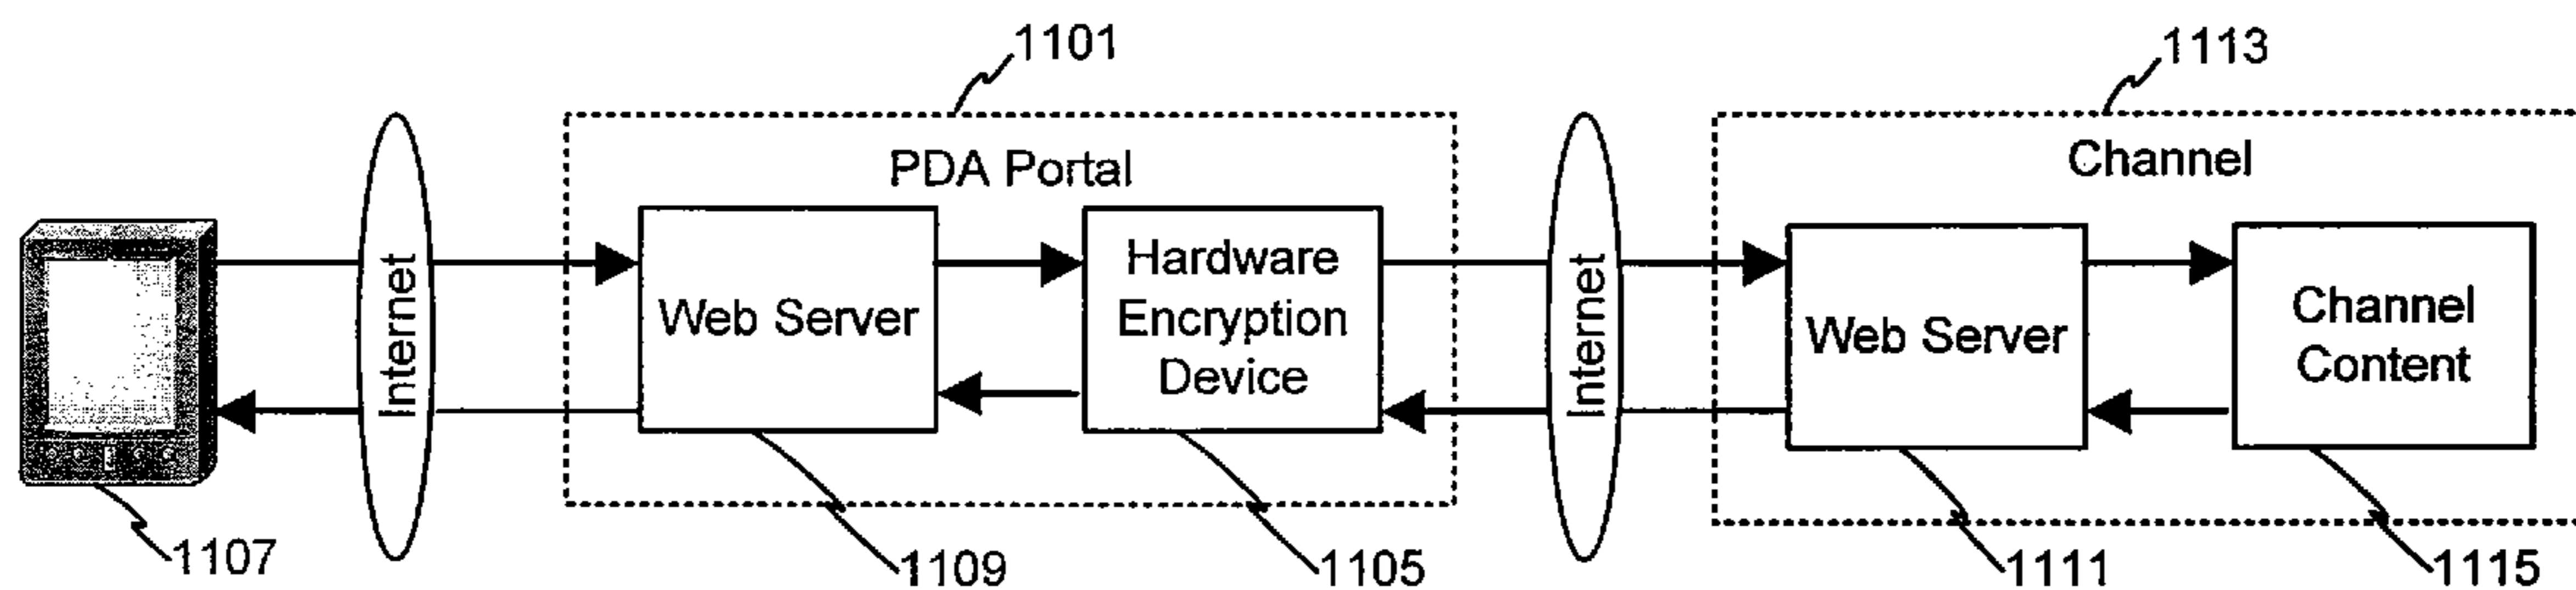 1101
1113
PDA Portal
Channel
Internet
Web Server
Hardware
Encryption
Device
Internet
Web Server
Channel
Content
1107
1109
1105
1111
1115